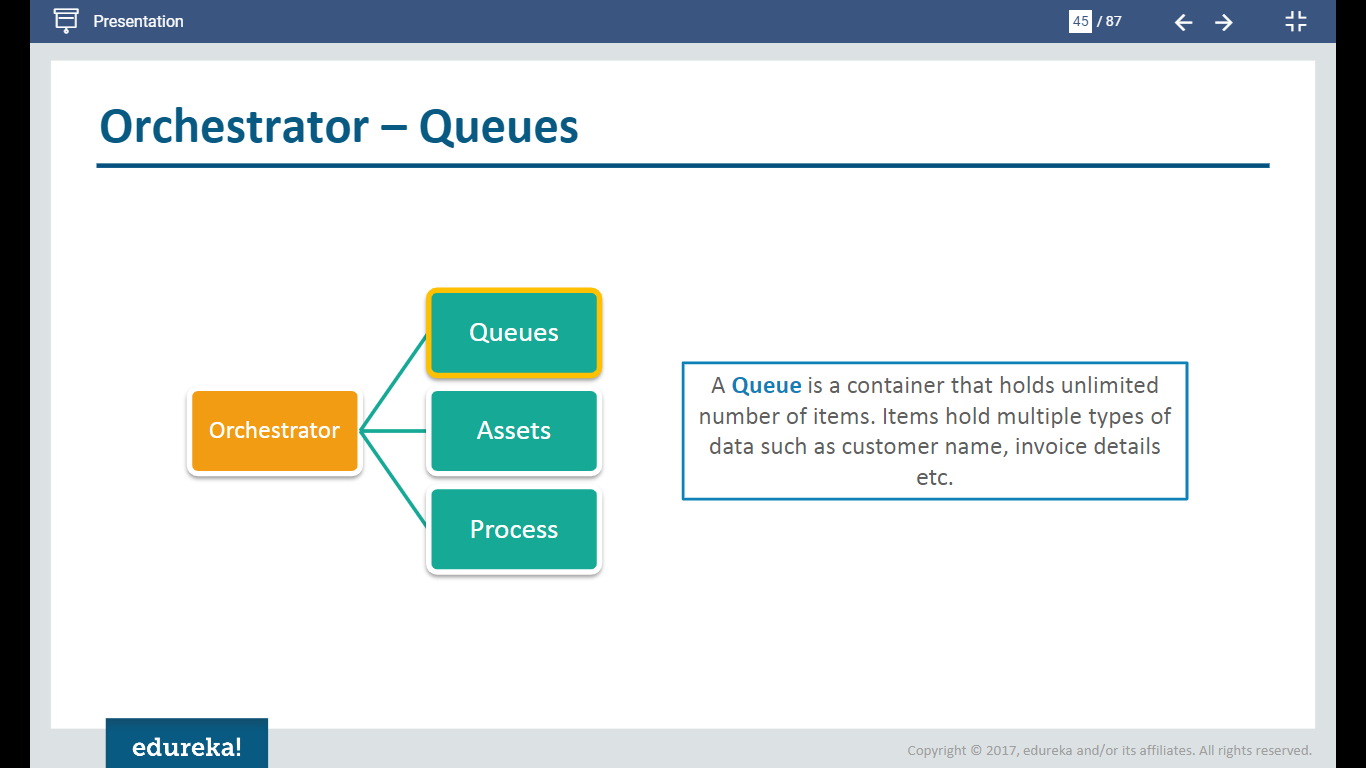 Presentation
45 / 87
Orchestrator – Queues
Queues
Orchestrator
Assets
Process
A Queue is a container that holds unlimited
number of items. Items hold multiple types of
data such as customer name, invoice details
etc.
edureka!
Copyright © 2017, edureka and/or its affiliates. All rights reserved.